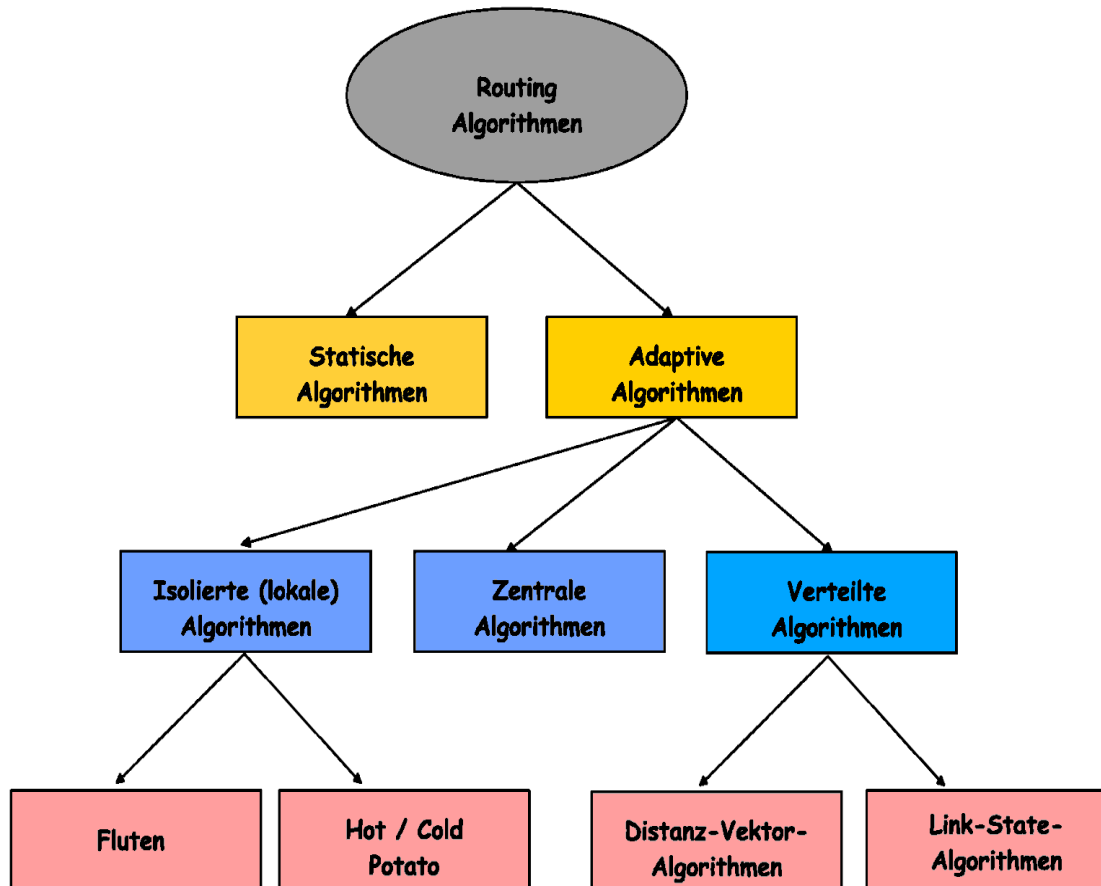 Routing
Algorithmen
Statische
Algorithmen
Adaptive
Algorithmen
Isolierte (lokale)
Algorithmen
Zentrale
Algorithmen
Verteilte
Algorithmen
Fluten
Hot / Cold
Potato
Distanz-Vektor-
Algorithmen
Link-State-
Algorithmen